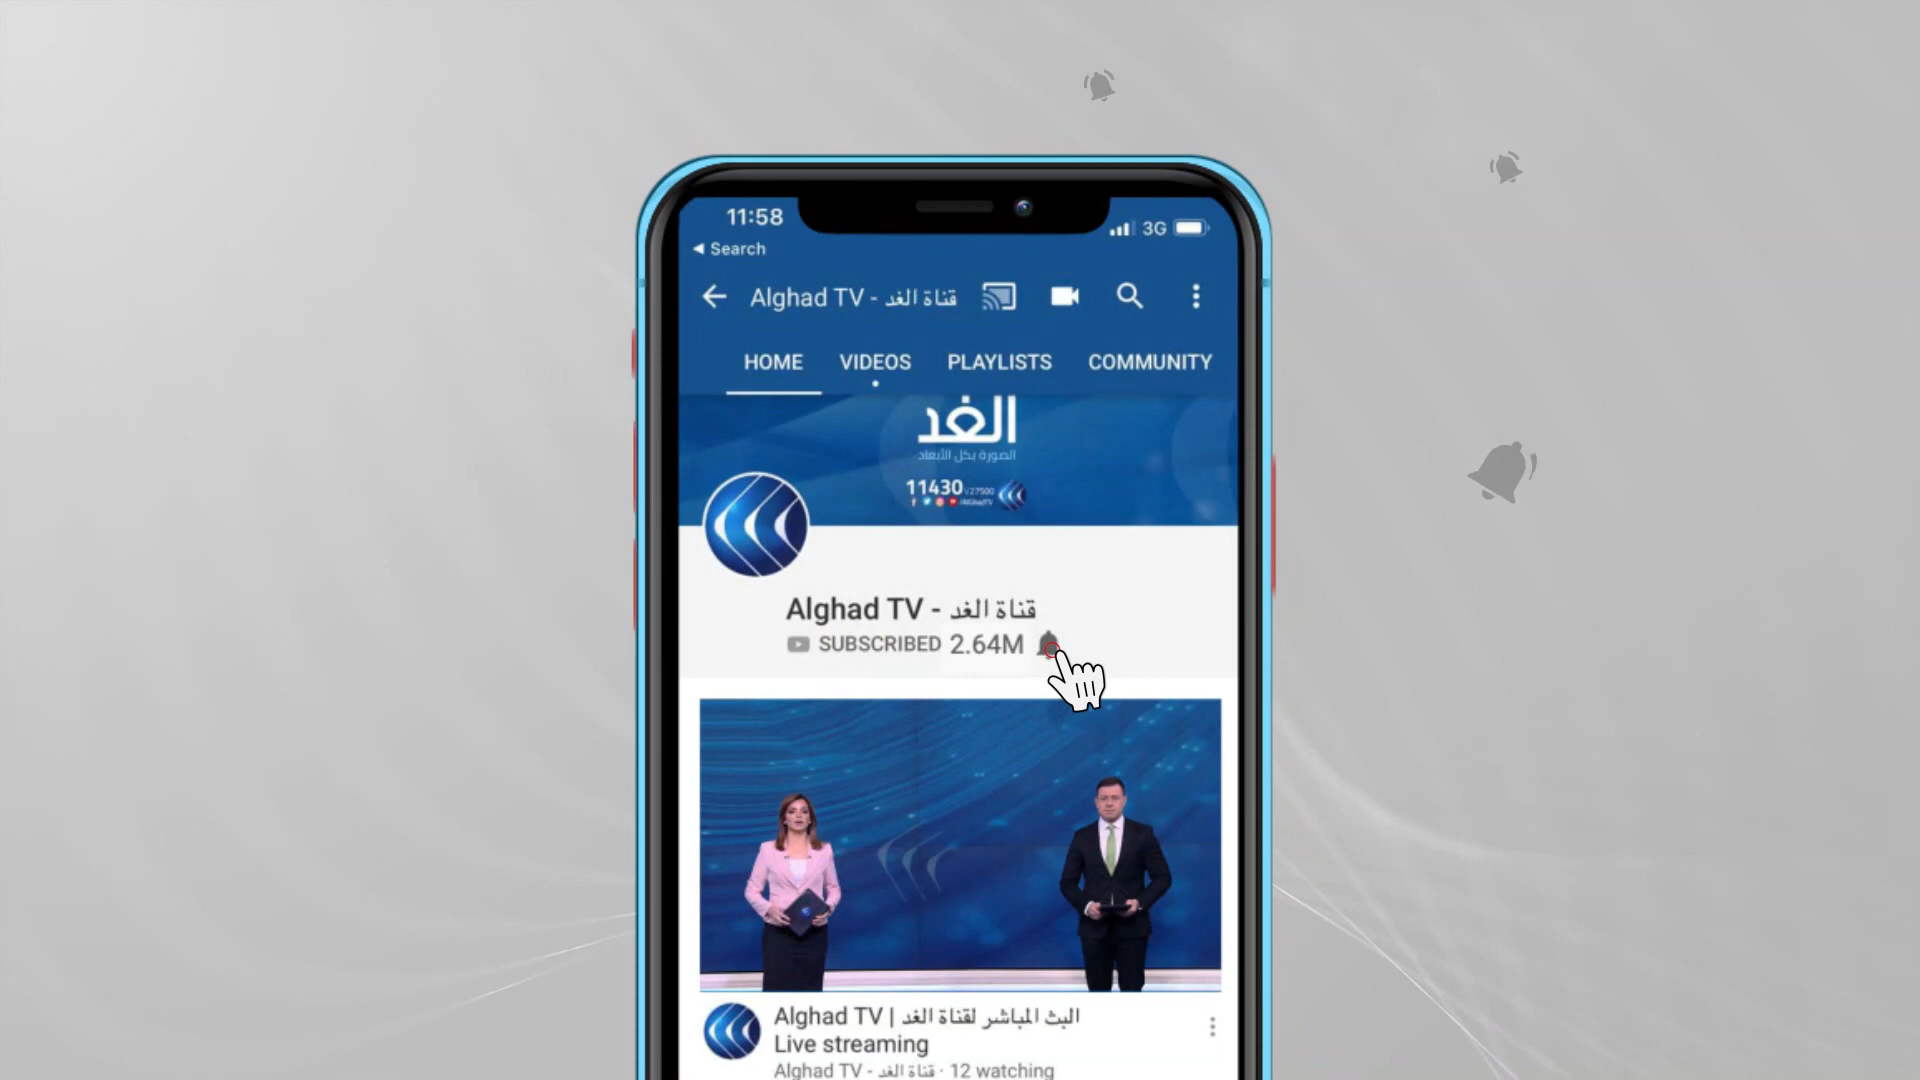 11:58
3G
Search
Alghad TV - قناة الغد
HOME VIDEOS PLAYLISTS COMMUNITY
الغد
الصورة بكل الأبعاد
11430 27500
AlGhadTV
Alghad TV - قناة الغد
SUBSCRIBED 2.64M
Alghad TV | البث المباشر لقناة الغد
Live streaming
Alghad TV - قناة الغد · 12 watching